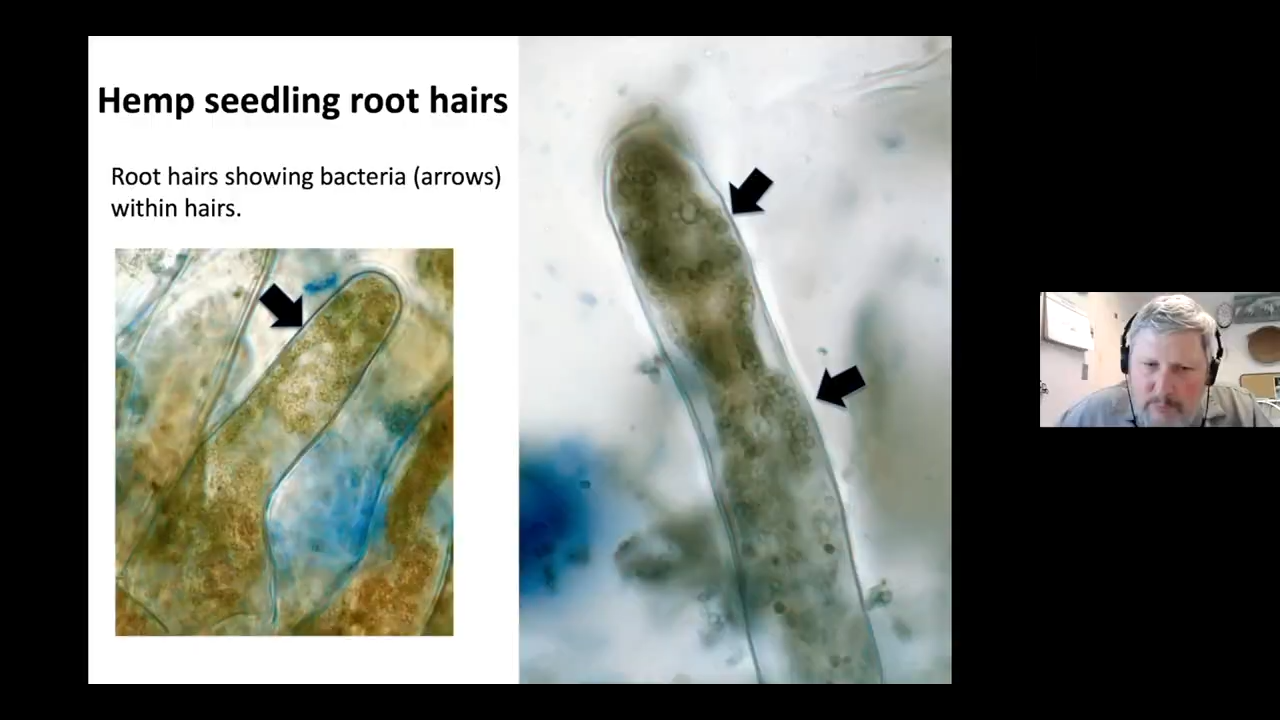 Hemp seedling root hairs
Root hairs showing bacteria (arrows)
within hairs.